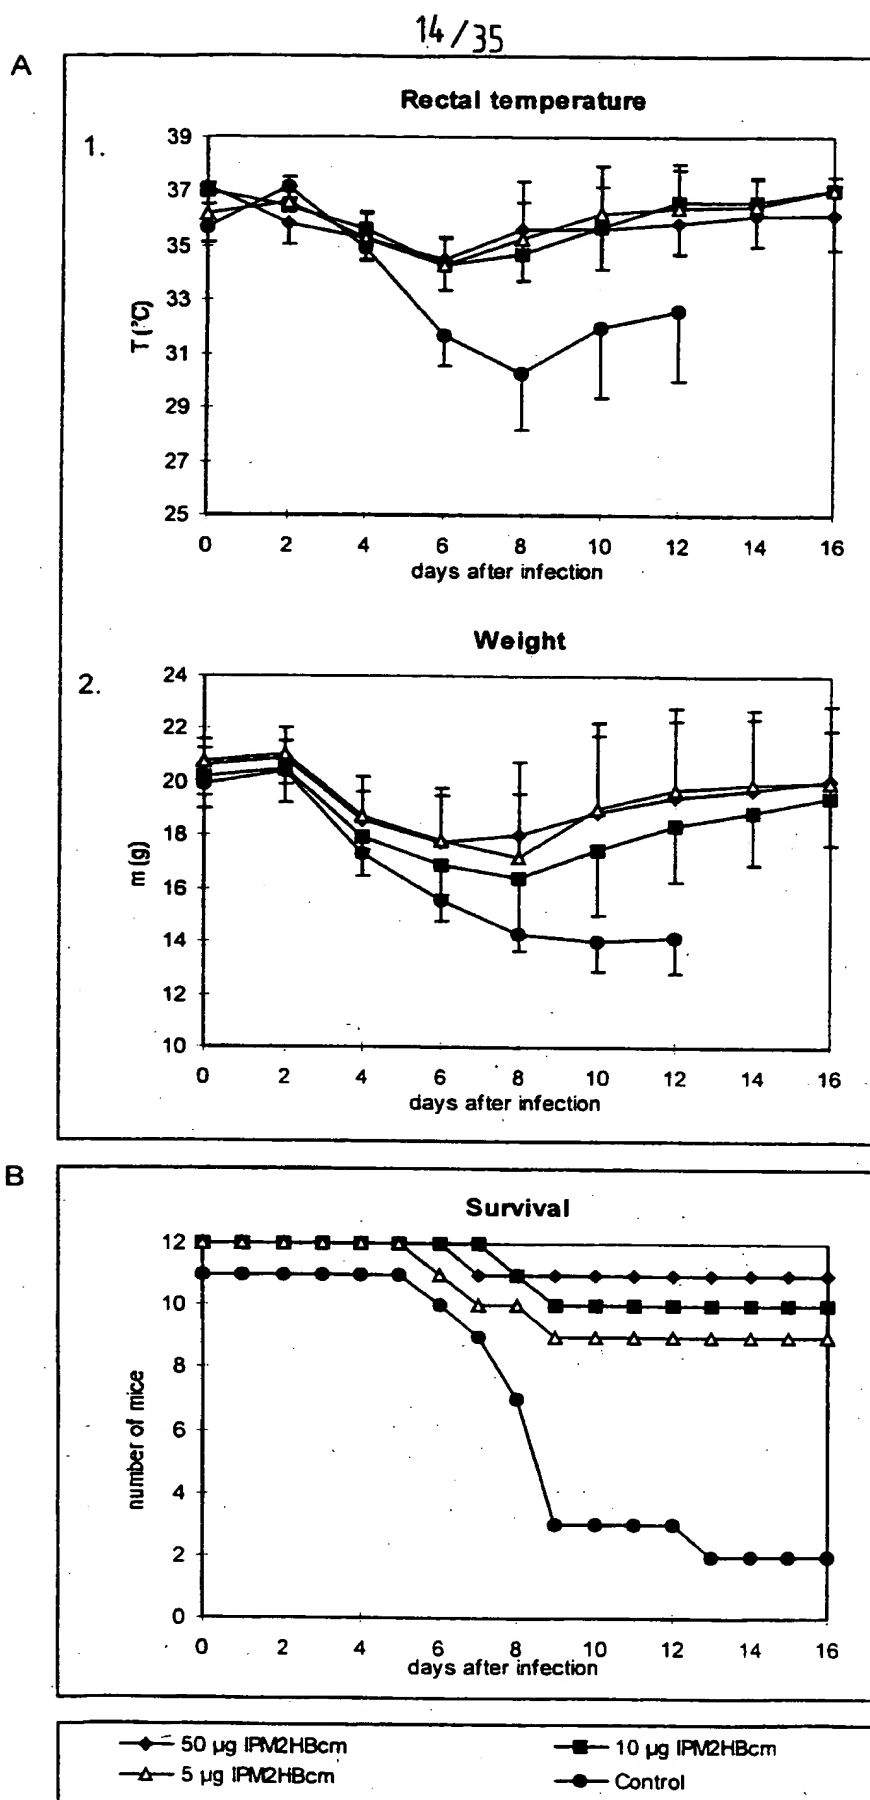 14/35
A
Rectal temperature
1.
39
37
35
33
31
29
27
25
T (°C)
0 2 4 6 8 10 12 14 16
days after infection
Weight
2.
24
22
20
18
16
14
12
10
m (g)
0 2 4 6 8 10 12 14 16
days after infection
B
Survival
12
10
8
6
4
2
0
number of mice
0 2 4 6 8 10 12 14 16
days after infection
50 µg IPM2HBcm
10 µg IPM2HBcm
5 µg IPM2HBcm
Control